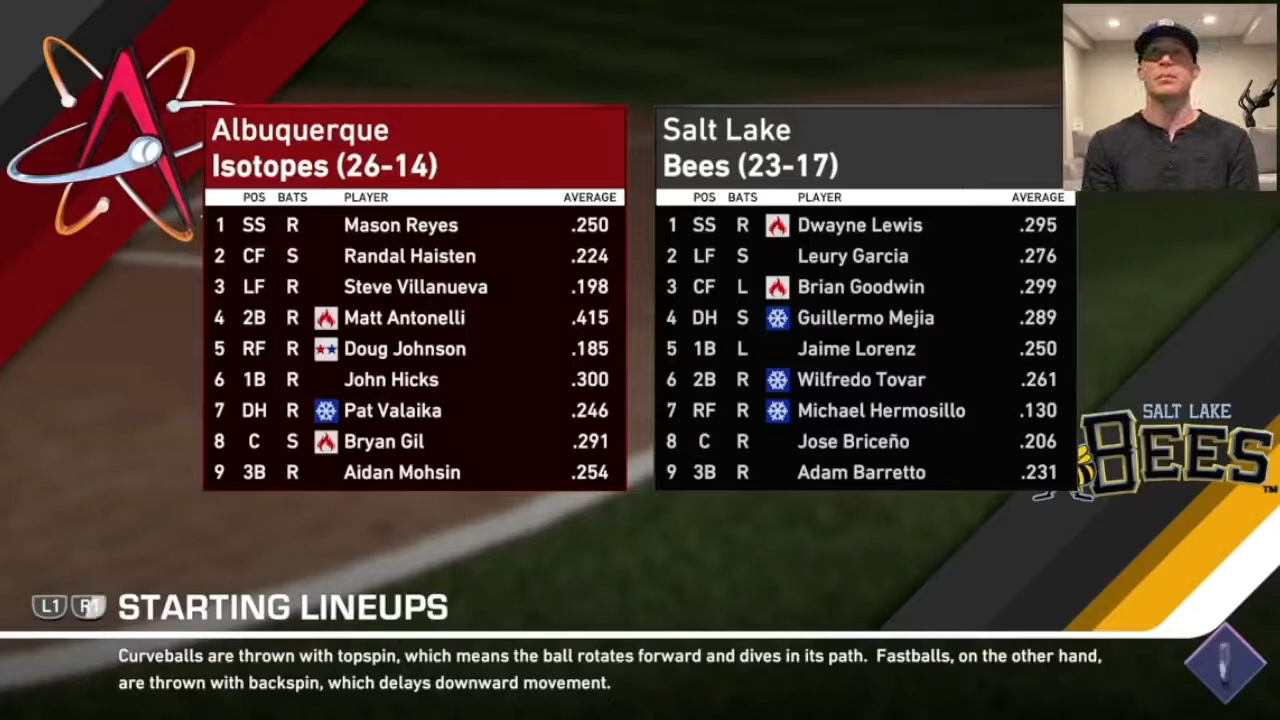 Albuquerque
Isotopes (26-14)
POS BATS PLAYER AVERAGE
1 SS R Mason Reyes .250
2 CF S Randal Haisten .224
3 LF R Steve Villanueva .198
4 2B R Matt Antonelli .415
5 RF R Doug Johnson .185
6 1B R John Hicks .300
7 DH R Pat Valaika .246
8 C S Bryan Gil .291
9 3B R Aidan Mohsin .254
Salt Lake
Bees (23-17)
POS BATS PLAYER AVERAGE
1 SS R Dwayne Lewis .295
2 LF S Leury Garcia .276
3 CF L Brian Goodwin .299
4 DH S Guillermo Mejia .289
5 1B L Jaime Lorenz .250
6 2B R Wilfredo Tovar .261
7 RF R Michael Hermosillo .130
8 C R Jose Briceño .206
9 3B R Adam Barretto .231
SALT LAKE
BEES TM
L1 R1 STARTING LINEUPS
Curveballs are thrown with topspin, which means the ball rotates forward and dives in its path. Fastballs, on the other hand,
are thrown with backspin, which delays downward movement.